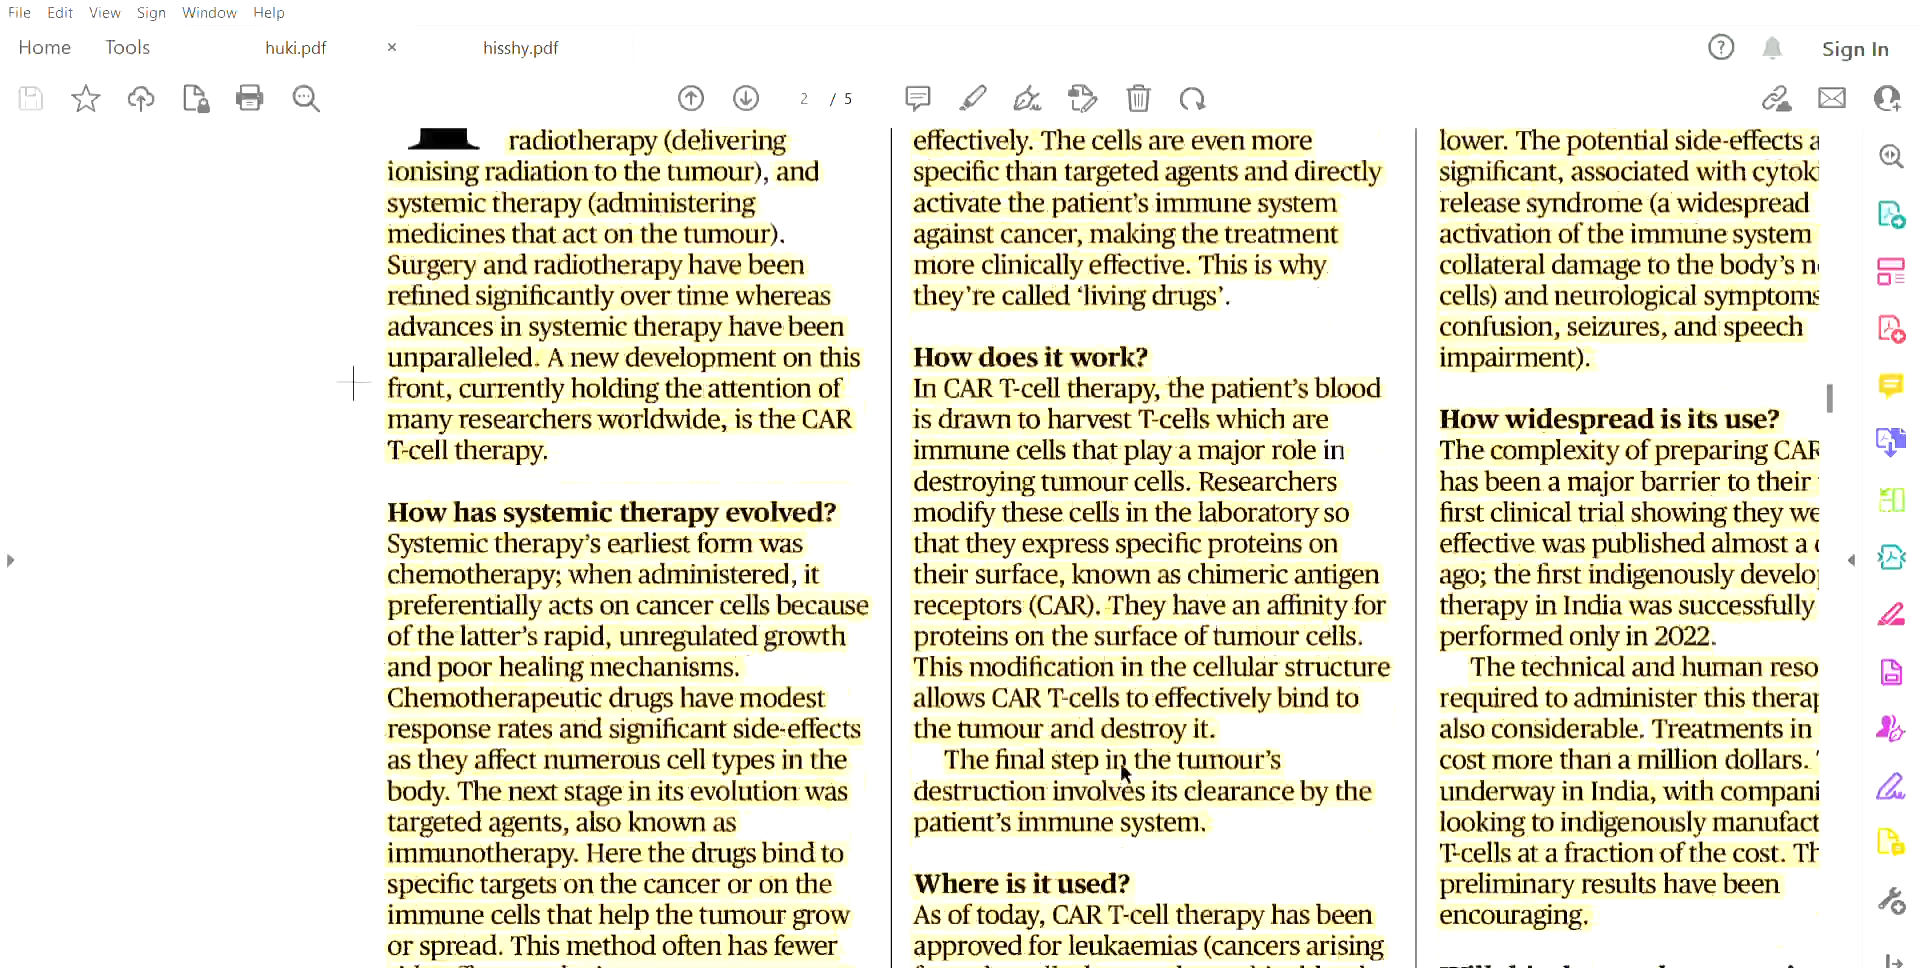 File Edit View Sign Window Help
Home Tools huki.pdf × hisshy.pdf ? Sign In
2 / 5
radiotherapy (delivering
ionising radiation to the tumour), and
systemic therapy (administering
medicines that act on the tumour).
Surgery and radiotherapy have been
refined significantly over time whereas
advances in systemic therapy have been
unparalleled. A new development on this
front, currently holding the attention of
many researchers worldwide, is the CAR
T-cell therapy.
How has systemic therapy evolved?
Systemic therapy's earliest form was
chemotherapy; when administered, it
preferentially acts on cancer cells because
of the latter's rapid, unregulated growth
and poor healing mechanisms.
Chemotherapeutic drugs have modest
response rates and significant side-effects
as they affect numerous cell types in the
body. The next stage in its evolution was
targeted agents, also known as
immunotherapy. Here the drugs bind to
specific targets on the cancer or on the
immune cells that help the tumour grow
or spread. This method often has fewer
effectively. The cells are even more
specific than targeted agents and directly
activate the patient's immune system
against cancer, making the treatment
more clinically effective. This is why
they're called 'living drugs'.
How does it work?
In CAR T-cell therapy, the patient's blood
is drawn to harvest T-cells which are
immune cells that play a major role in
destroying tumour cells. Researchers
modify these cells in the laboratory so
that they express specific proteins on
their surface, known as chimeric antigen
receptors (CAR). They have an affinity for
proteins on the surface of tumour cells.
This modification in the cellular structure
allows CAR T-cells to effectively bind to
the tumour and destroy it.
The final step in the tumour's
destruction involves its clearance by the
patient's immune system.
Where is it used?
As of today, CAR T-cell therapy has been
approved for leukaemias (cancers arising
lower. The potential side-effects
significant, associated with
release syndrome (a widespread
activation of the immune system
collateral damage to the body's
cells) and neurological symptoms
confusion, seizures, and speech
impairment).
How widespread is its use?
The complexity of preparing CAR
has been a major barrier to their
first clinical trial showing they
effective was published almost a
ago; the first indigenously
therapy in India was successfully
performed only in 2022.
The technical and human
required to administer this
also considerable. Treatments in
cost more than a million dollars.
underway in India, with
looking to indigenously
T-cells at a fraction of the cost.
preliminary results have been
encouraging.